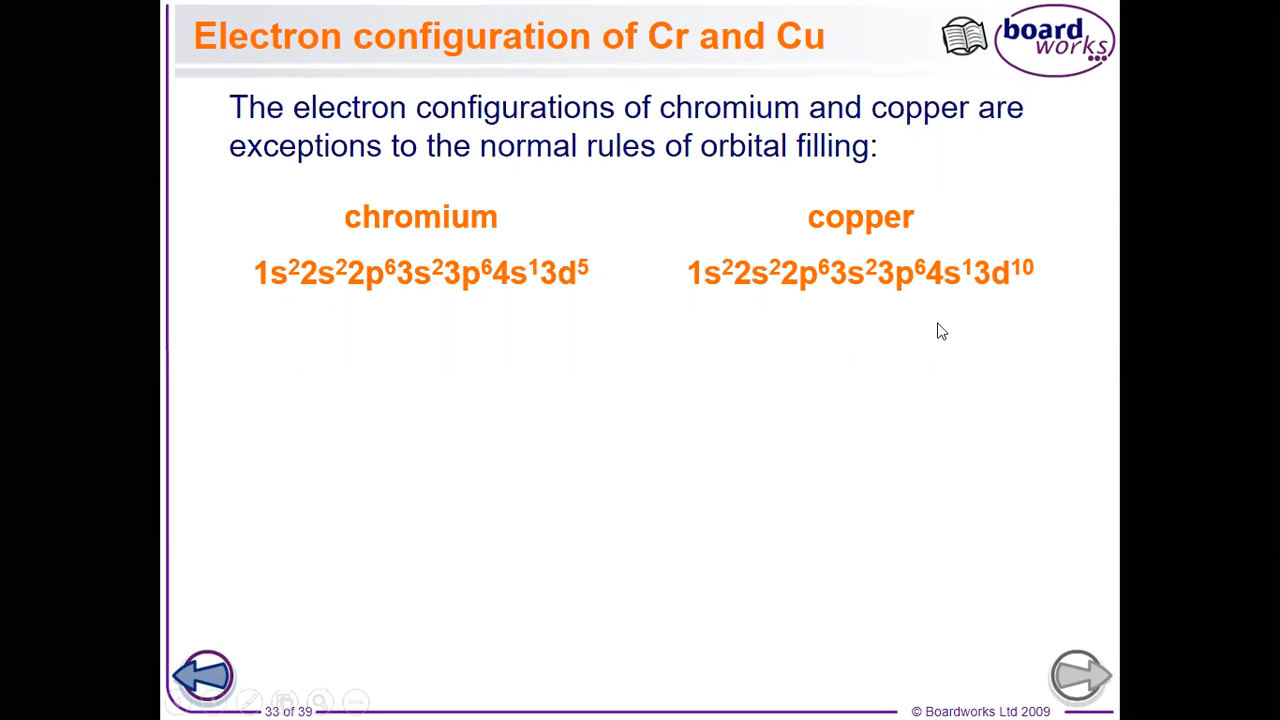 Electron configuration of Cr and Cu
board
works
The electron configurations of chromium and copper are
exceptions to the normal rules of orbital filling:
chromium
copper
1s²2s²2p⁶3s²3p⁶4s¹3d⁵
1s²2s²2p⁶3s²3p⁶4s¹3d¹⁰
33 of 39
© Boardworks Ltd 2009